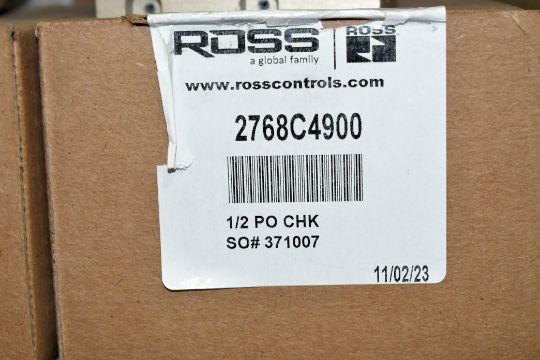 ROSS ROSS
a global family
www.rosscontrols.com
2768C4900
1/2 PO CHK
SO# 371007
11/02/23